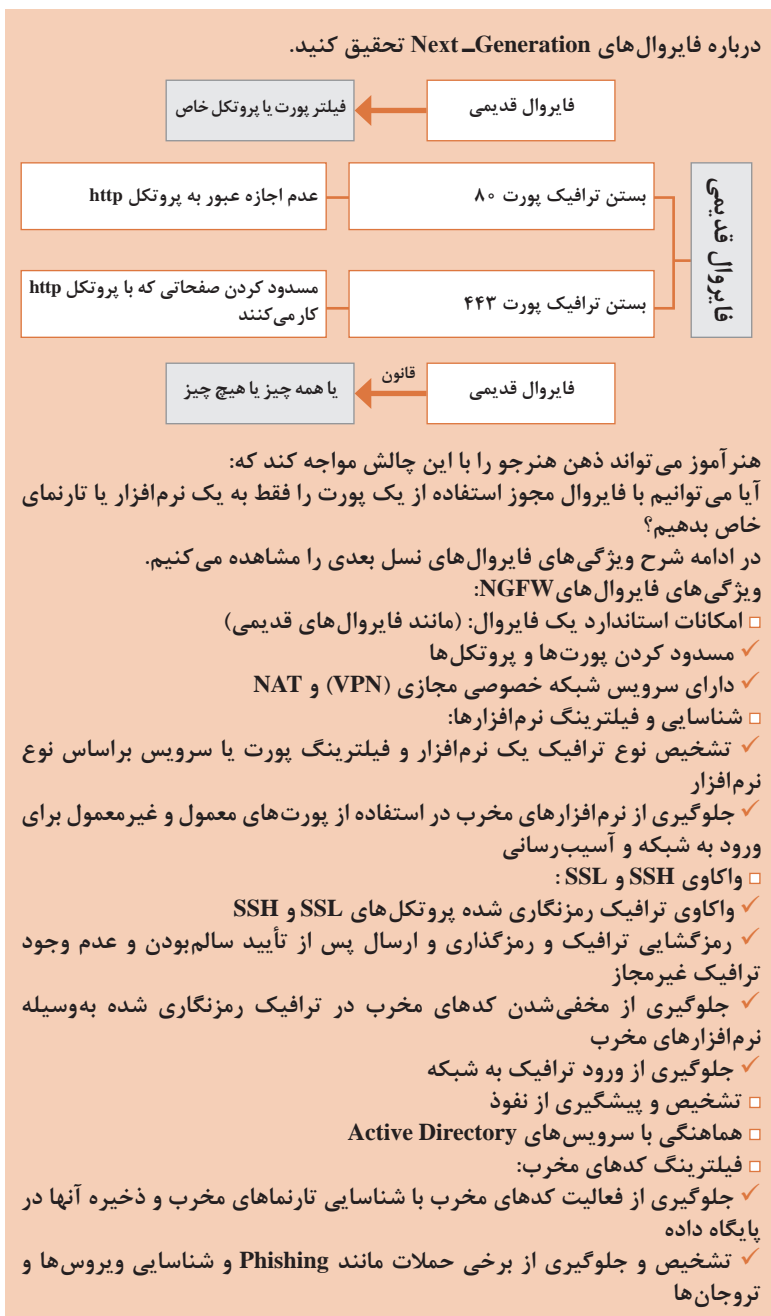 درباره فایروال‌های Next ـ Generation تحقیق کنید.
فایروال قدیمی
فیلتر پورت یا پروتکل خاص
فایروال قدیمی
بستن ترافیک پورت ۸۰
عدم اجازه عبور به پروتکل http
بستن ترافیک پورت ۴۴۳
مسدود کردن صفحاتی که با پروتکل http
کار می‌کنند
فایروال قدیمی
قانون
یا همه چیز یا هیچ چیز
هنرآموز می‌تواند ذهن هنرجو را با این چالش مواجه کند که:
آیا می‌توانیم با فایروال مجوز استفاده از یک پورت را فقط به یک نرم‌افزار یا تارنمای
خاص بدهیم؟
در ادامه شرح ویژگی‌های فایروال‌های نسل بعدی را مشاهده می‌کنیم.
ویژگی‌های فایروال‌های NGFW:
□ امکانات استاندارد یک فایروال: (مانند فایروال‌های قدیمی)
✓ مسدود کردن پورت‌ها و پروتکل‌ها
✓ دارای سرویس شبکه خصوصی مجازی (VPN) و NAT
□ شناسایی و فیلترینگ نرم‌افزارها:
✓ تشخیص نوع ترافیک یک نرم‌افزار و فیلترینگ پورت یا سرویس براساس نوع
نرم‌افزار
✓ جلوگیری از نرم‌افزارهای مخرب در استفاده از پورت‌های معمول و غیرمعمول برای
ورود به شبکه و آسیب‌رسانی
□ واکاوی SSH و SSL :
✓ واکاوی ترافیک رمزنگاری شده پروتکل‌های SSL و SSH
✓ رمزگشایی ترافیک و رمزگذاری و ارسال پس از تأیید سالم‌بودن و عدم وجود
ترافیک غیرمجاز
✓ جلوگیری از مخفی‌شدن کدهای مخرب در ترافیک رمزنگاری شده به‌وسیله
نرم‌افزارهای مخرب
✓ جلوگیری از ورود ترافیک به شبکه
□ تشخیص و پیشگیری از نفوذ
□ هماهنگی با سرویس‌های Active Directory
□ فیلترینگ کدهای مخرب:
✓ جلوگیری از فعالیت کدهای مخرب با شناسایی تارنماهای مخرب و ذخیره آنها در
پایگاه داده
✓ تشخیص و جلوگیری از برخی حملات مانند Phishing و شناسایی ویروس‌ها و
تروجان‌ها